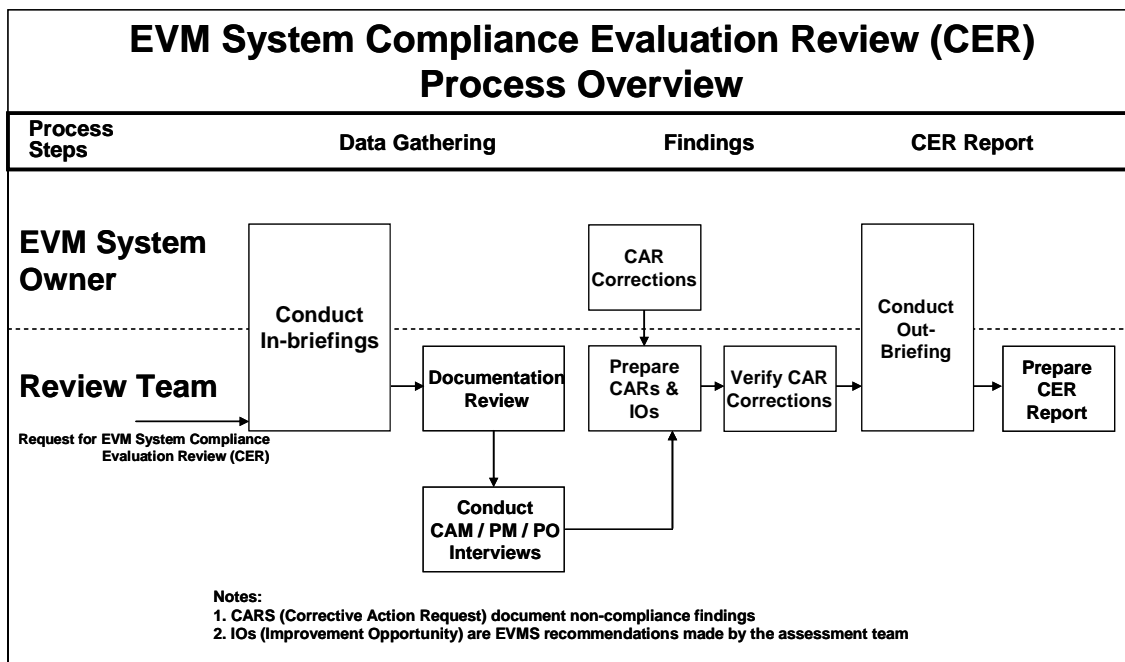 EVM System Compliance Evaluation Review (CER)
Process Overview
Process
Steps
Data Gathering
Findings
CER Report
EVM System
Owner
Conduct
In-briefings
CAR
Corrections
Conduct
Out-
Briefing
Review Team
Request for EVM System Compliance
Evaluation Review (CER)
Documentation
Review
Prepare
CARs &
IOs
Verify CAR
Corrections
Prepare
CER
Report
Conduct
CAM / PM / PO
Interviews
Notes:
1. CARS (Corrective Action Request) document non-compliance findings
2. IOs (Improvement Opportunity) are EVMS recommendations made by the assessment team